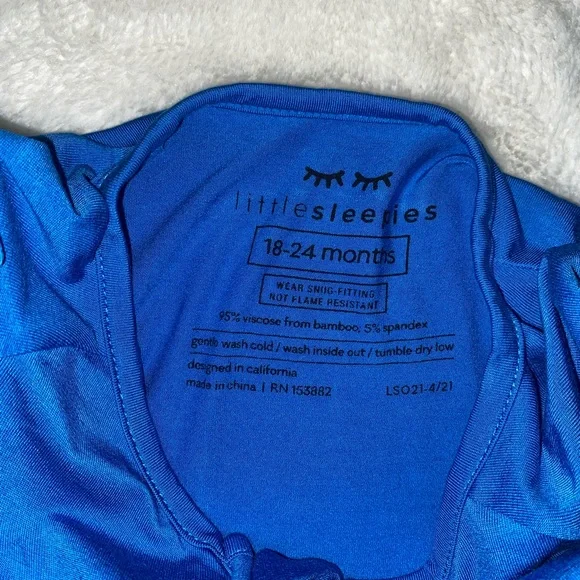 littlesleepies
18-24 months
WEAR SNUG-FITTING
NOT FLAME RESISTANT
95% viscose from bamboo, 5% spandex
gentle wash cold / wash inside out / tumble dry low
designed in california
made in china | RN 153882 LSO21-4/21